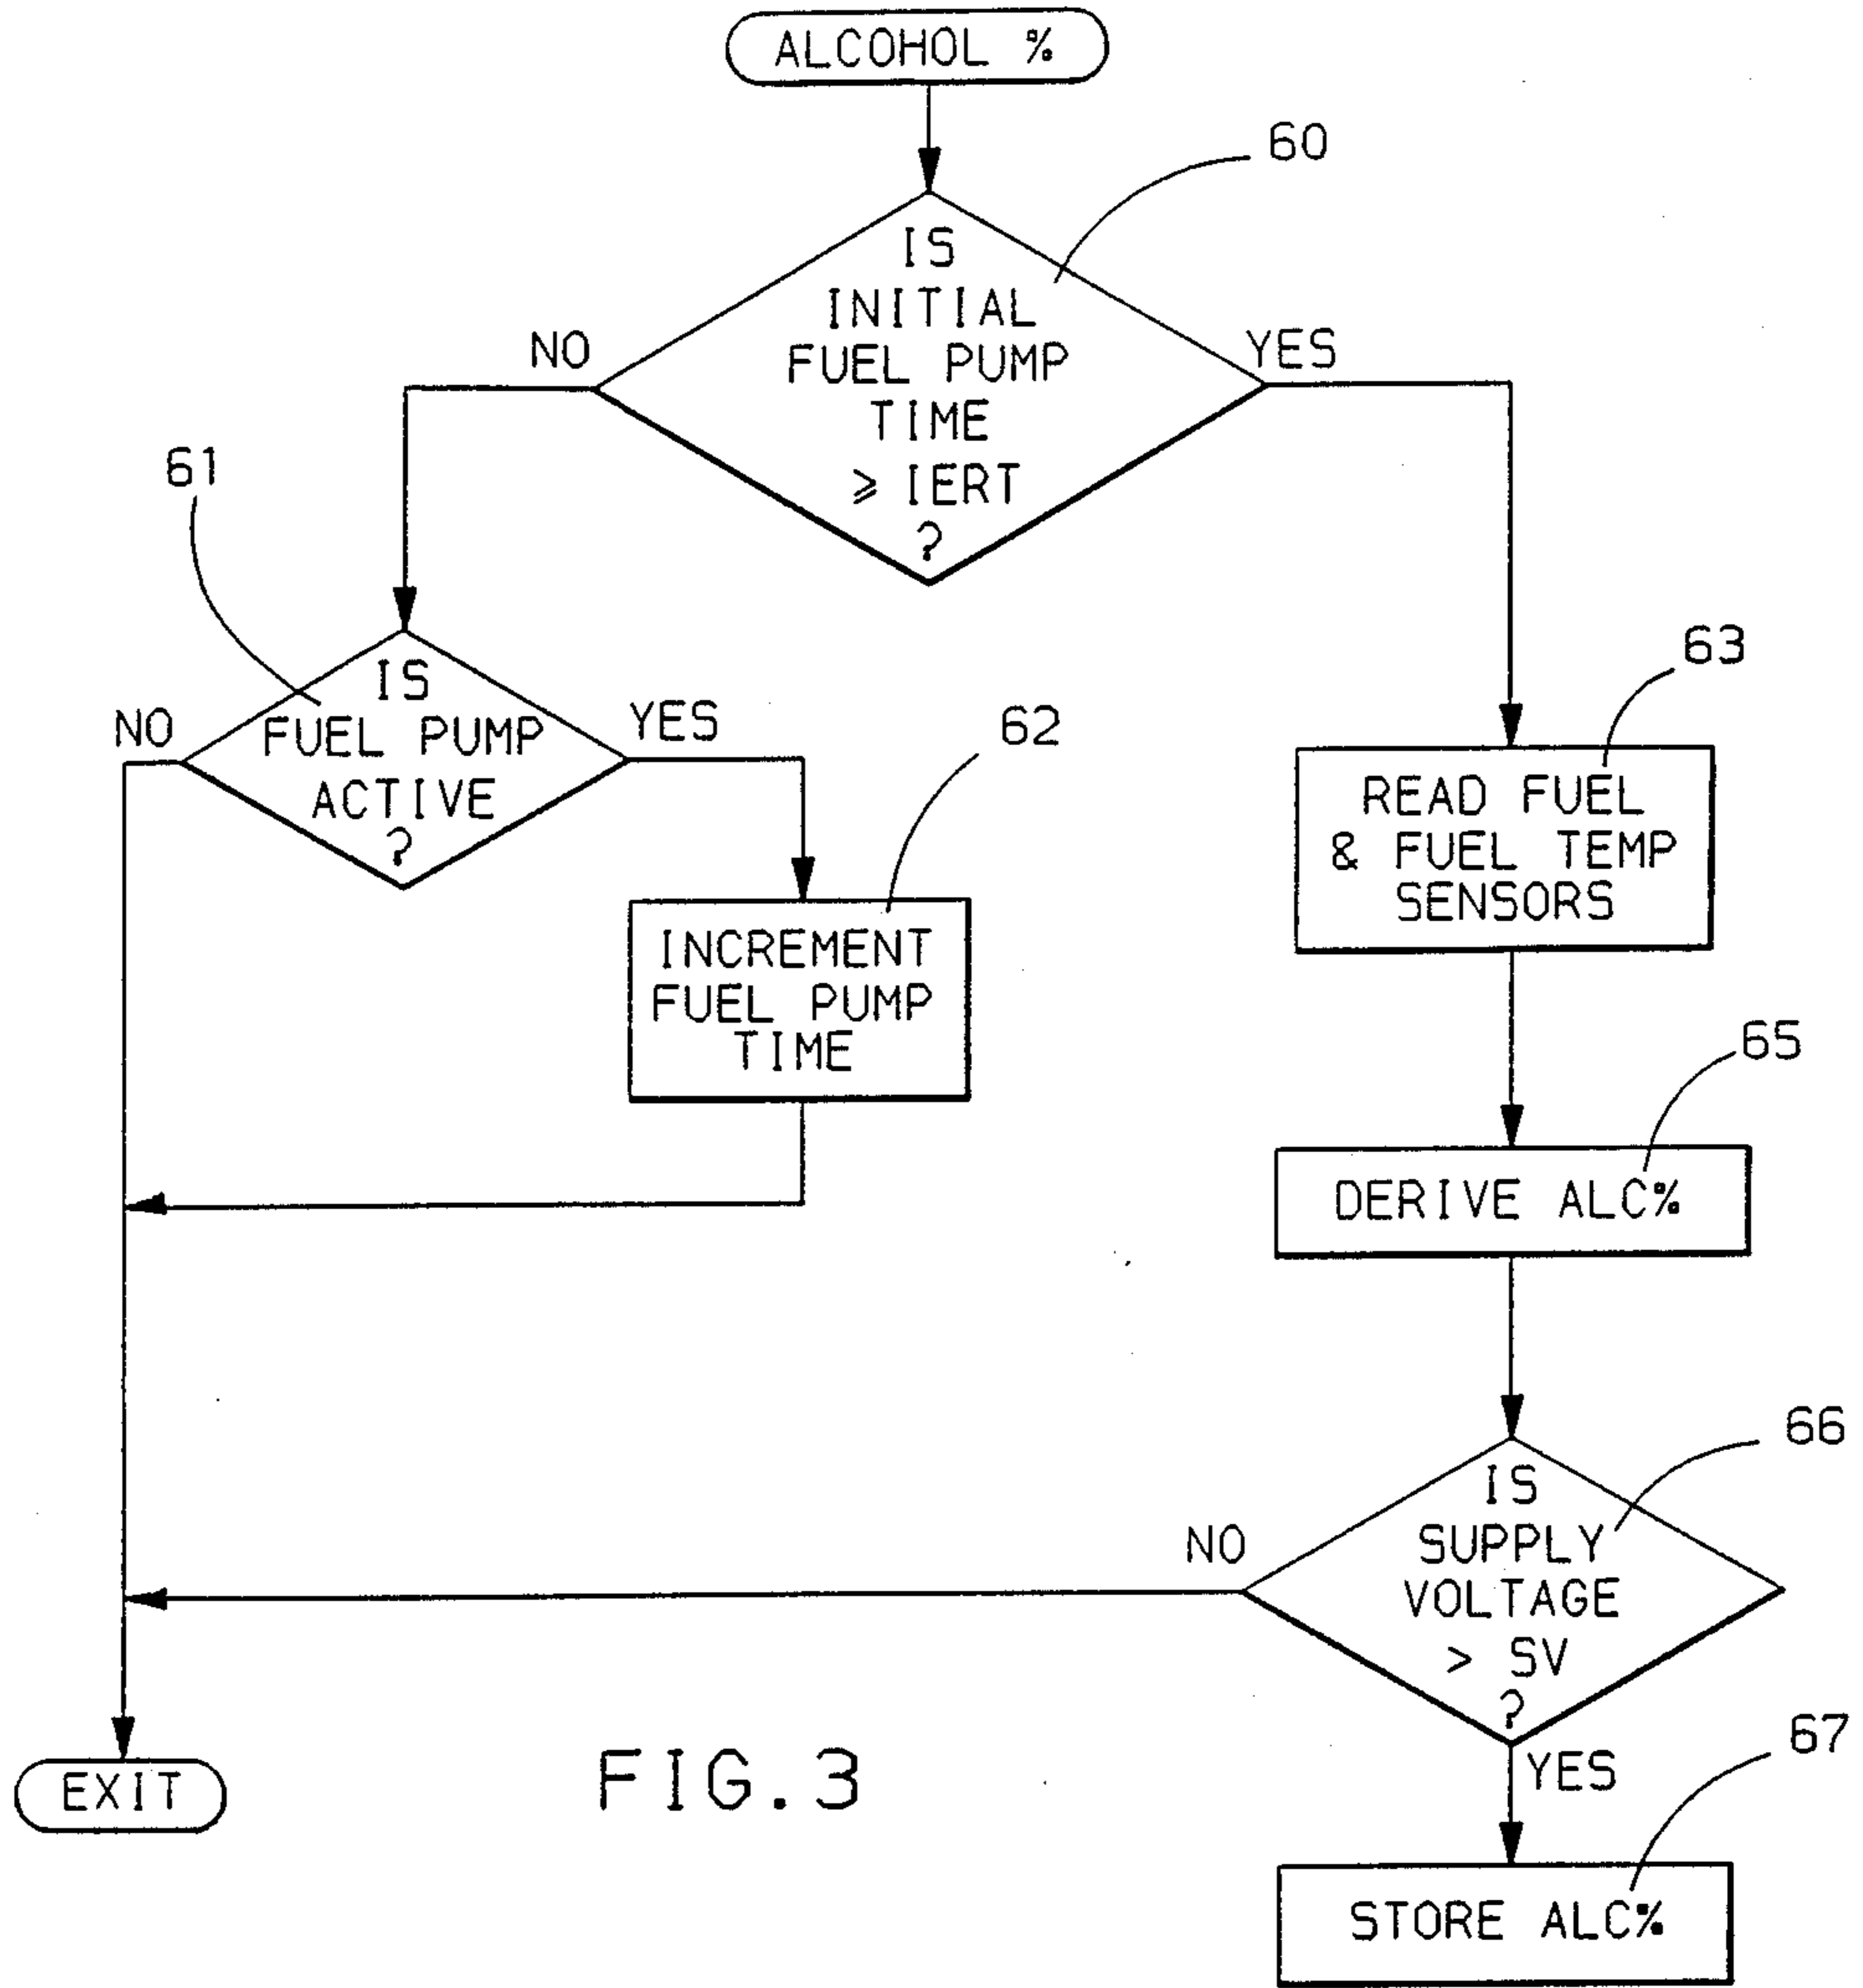 ALCOHOL %
60
IS
INITIAL
FUEL PUMP
TIME
≥ IERT
?
NO
YES
61
IS
FUEL PUMP
ACTIVE
?
NO
YES
62
INCREMENT
FUEL PUMP
TIME
63
READ FUEL
& FUEL TEMP
SENSORS
65
DERIVE ALC%
66
IS
SUPPLY
VOLTAGE
> SV
?
NO
YES
67
STORE ALC%
EXIT
FIG.3